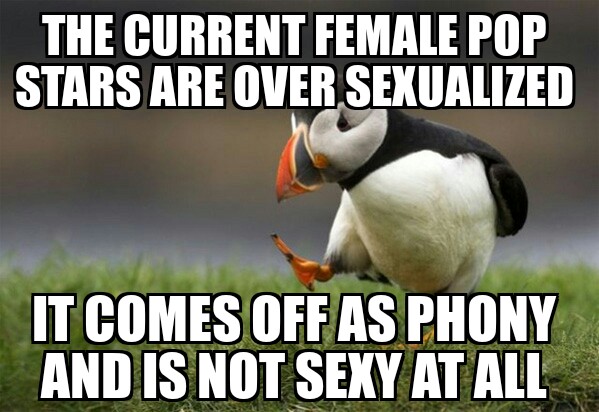 THE CURRENT FEMALE POP
STARS ARE OVER SEXUALIZED
IT COMES OFF AS PHONY
AND IS NOT SEXY AT ALL